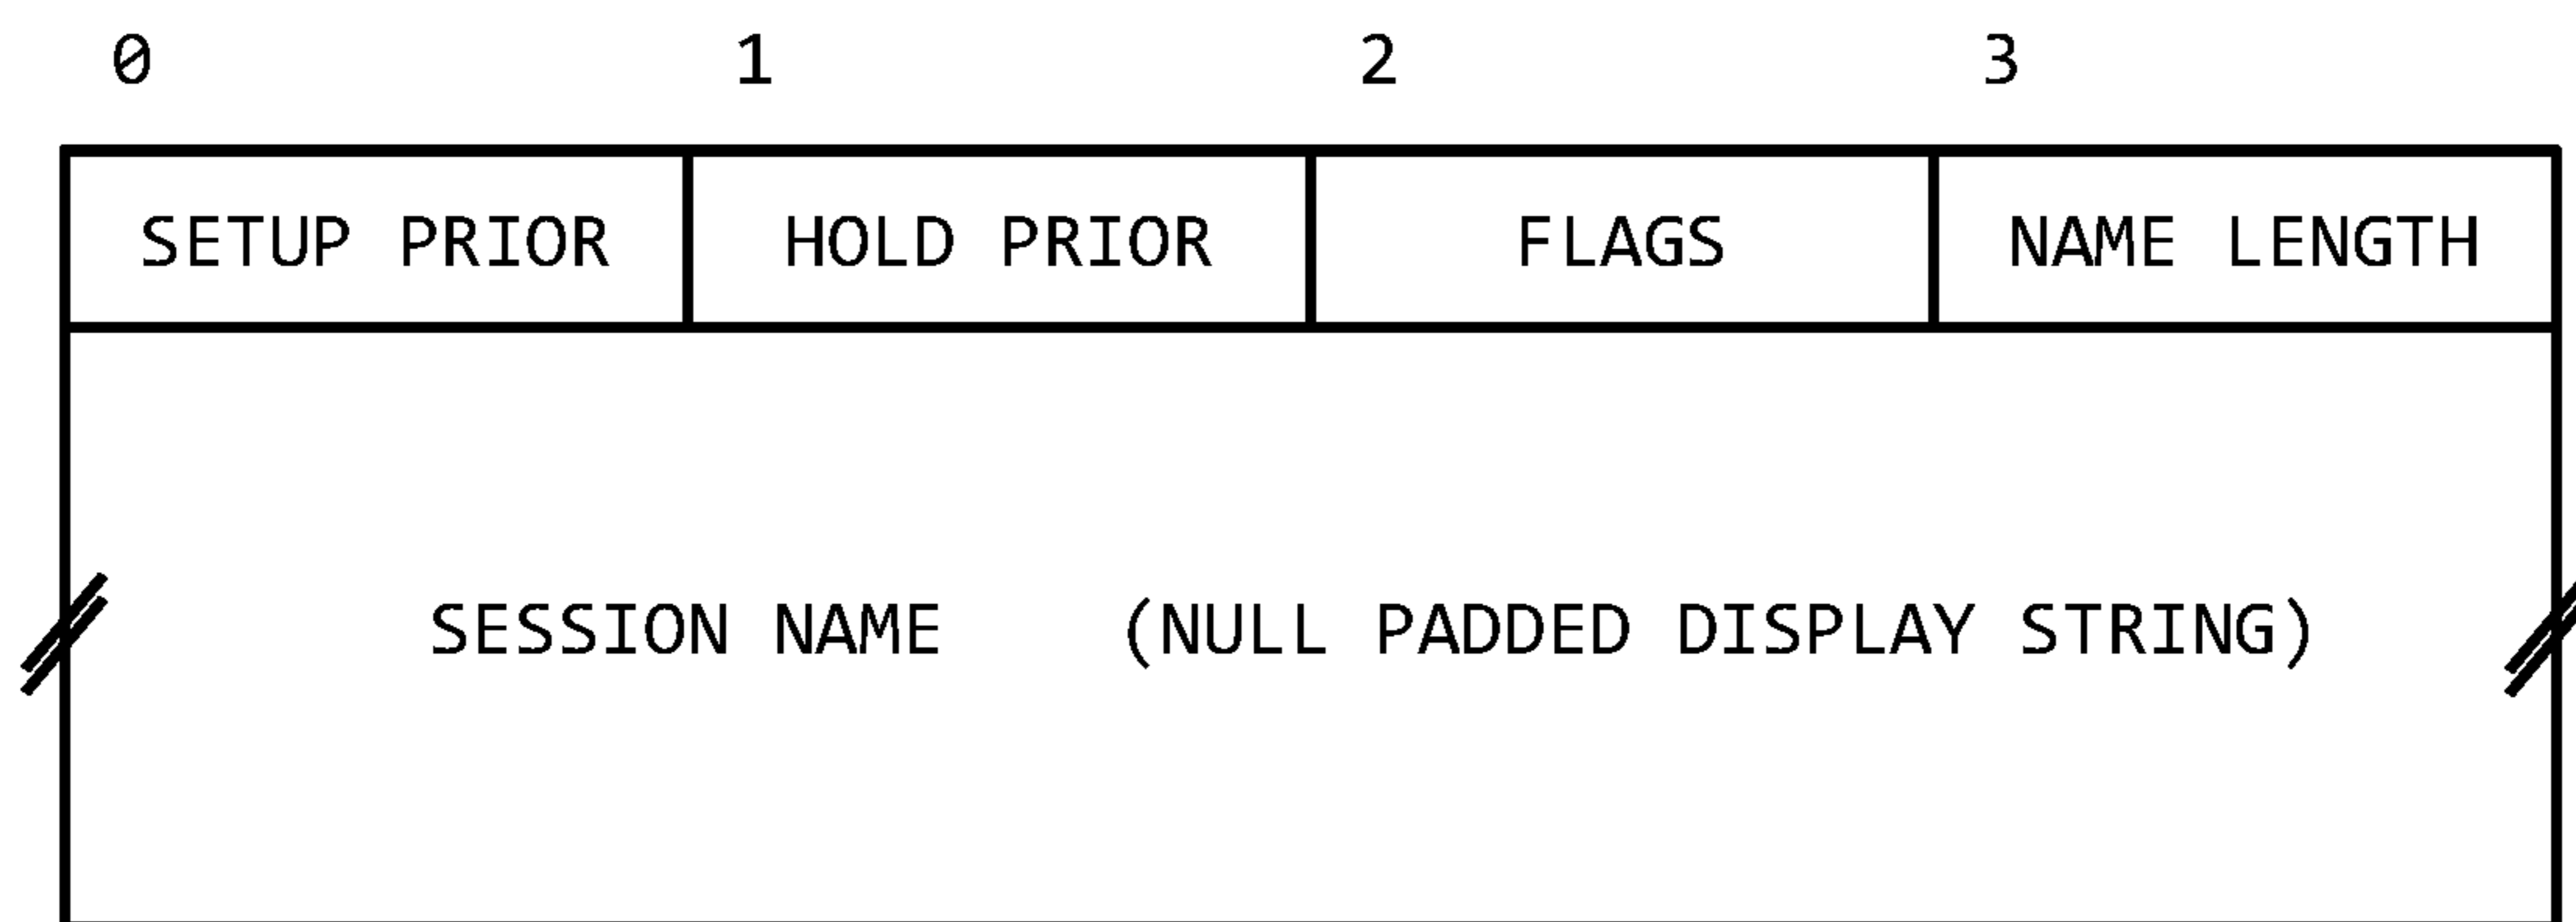 0 1 2 3
SETUP PRIOR HOLD PRIOR FLAGS NAME LENGTH
SESSION NAME (NULL PADDED DISPLAY STRING)